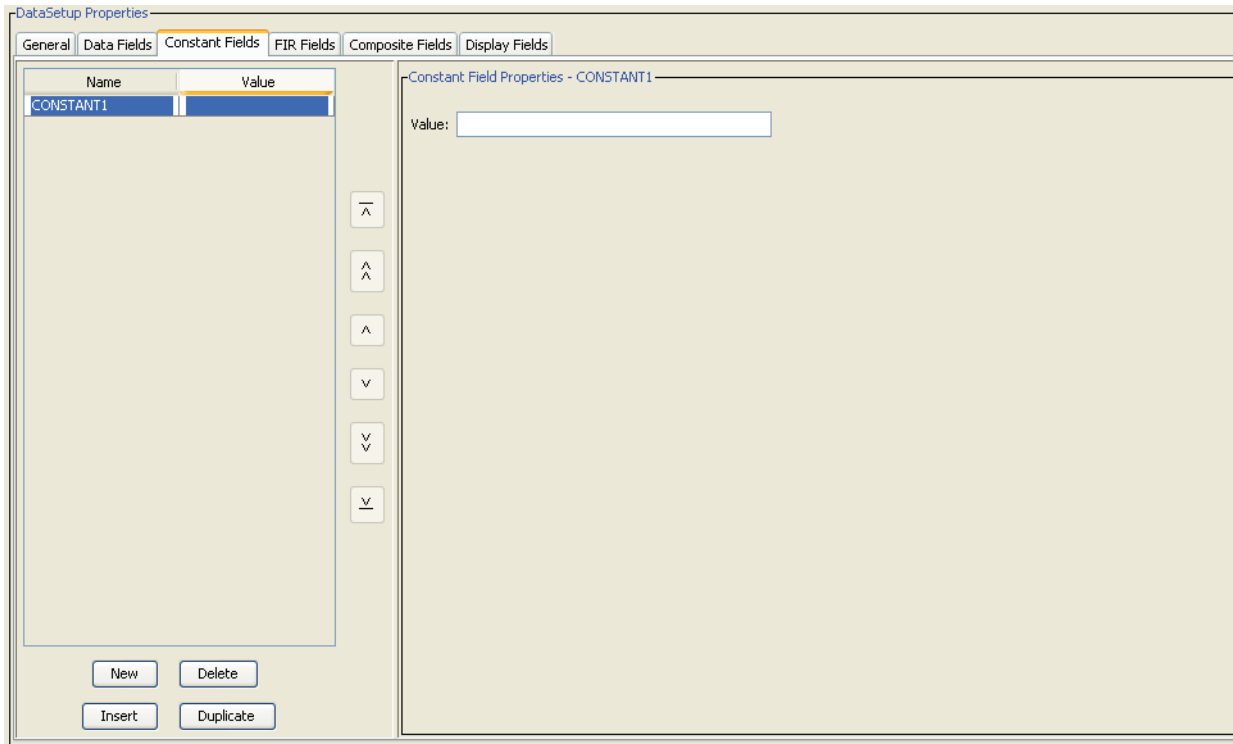 DataSetup Properties
General Data Fields Constant Fields FIR Fields Composite Fields Display Fields
Name Value
CONSTANT1
Constant Field Properties - CONSTANT1
Value:
New Delete
Insert Duplicate